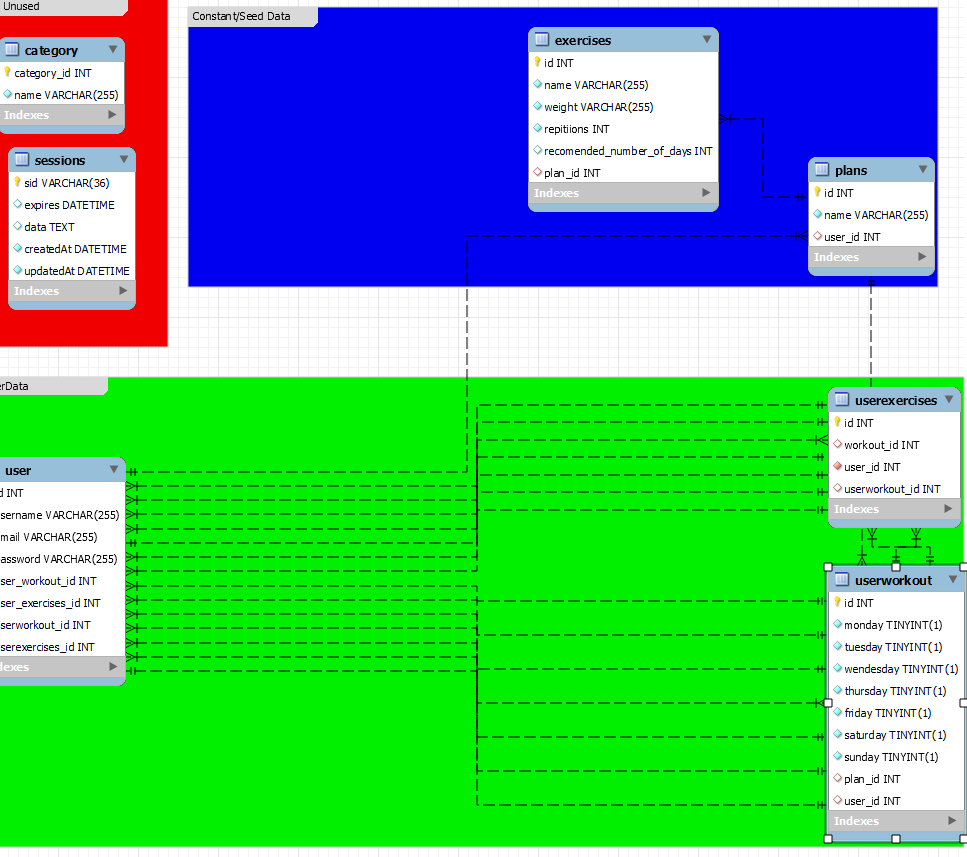 Unused
category
category_id INT
name VARCHAR(255)
Indexes
sessions
sid VARCHAR(36)
expires DATETIME
data TEXT
createdAt DATETIME
updatedAt DATETIME
Indexes
Constant/Seed Data
exercises
id INT
name VARCHAR(255)
weight VARCHAR(255)
repitiions INT
recomended_number_of_days INT
plan_id INT
Indexes
plans
id INT
name VARCHAR(255)
user_id INT
Indexes
erData
user
d INT
sername VARCHAR(255)
mail VARCHAR(255)
assword VARCHAR(255)
ser_workout_id INT
ser_exercises_id INT
serworkout_id INT
serexercises_id INT
dexes
userexercises
id INT
workout_id INT
user_id INT
userworkout_id INT
Indexes
userworkout
id INT
monday TINYINT(1)
tuesday TINYINT(1)
wendesday TINYINT(1)
thursday TINYINT(1)
friday TINYINT(1)
saturday TINYINT(1)
sunday TINYINT(1)
plan_id INT
user_id INT
Indexes